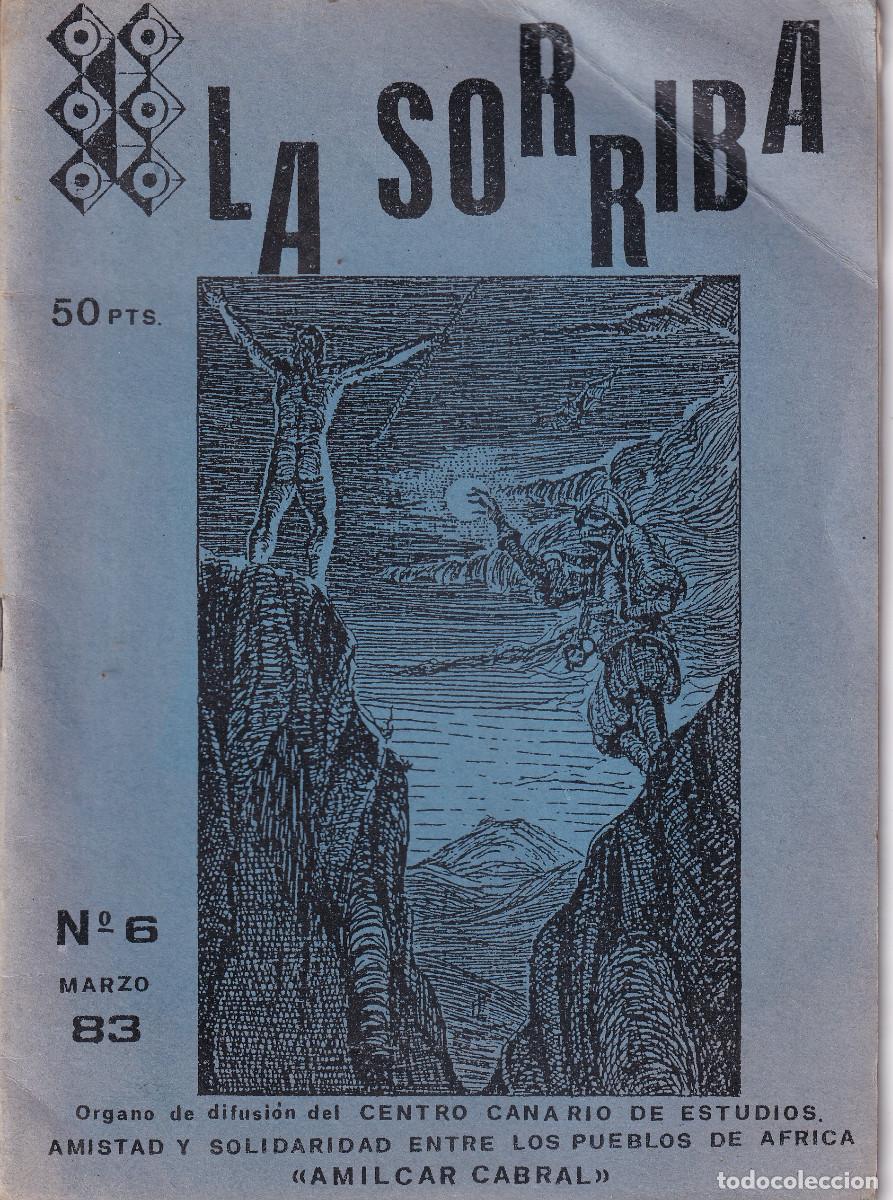 LA SORRIBA
50 PTS.
Nº 6
MARZO
83
Organo de difusión del CENTRO CANARIO DE ESTUDIOS.
AMISTAD Y SOLIDARIDAD ENTRE LOS PUEBLOS DE AFRICA
«AMILCAR CABRAL»
todocoleccion